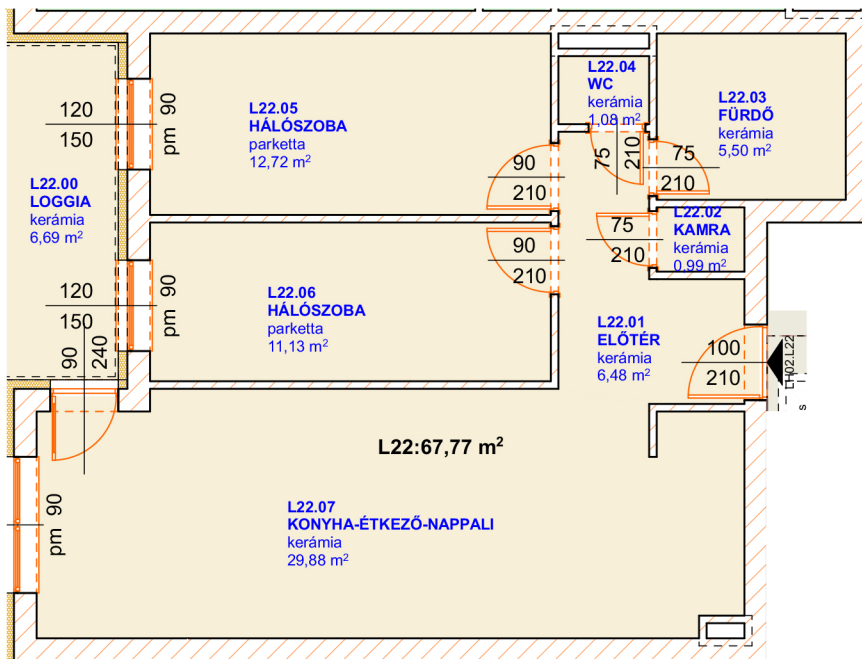 L22.04
WC
kerámia
1,08 m²
75
210
L22.03
FÜRDŐ
kerámia
5,50 m²
75
210
120
150
pm 90
L22.05
HÁLÓSZOBA
parketta
12,72 m²
90
210
L22.00
LOGGIA
kerámia
6,69 m²
L22.02
KAMRA
kerámia
0,99 m²
75
210
90
210
120
150
pm 90
L22.06
HÁLÓSZOBA
parketta
11,13 m²
L22.01
ELŐTÉR
kerámia
6,48 m²
100
210
LH02.L22
s
90
240
L22:67,77 m²
pm 90
L22.07
KONYHA-ÉTKEZŐ-NAPPALI
kerámia
29,88 m²